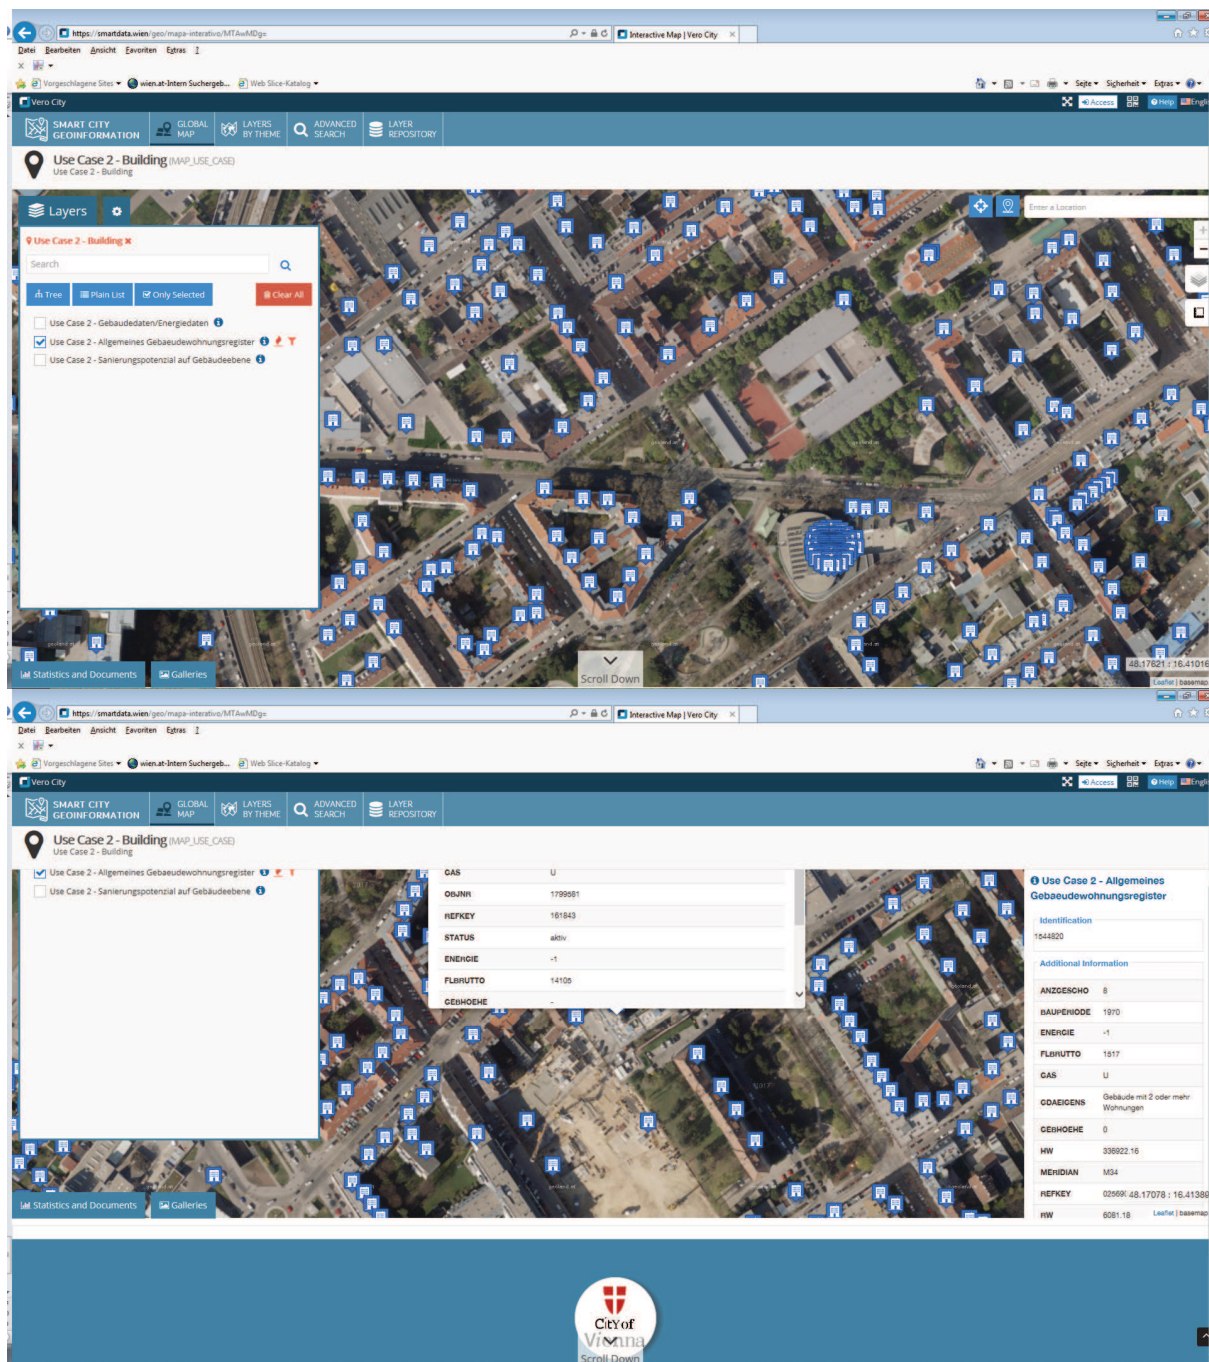 https://smartdata.wien/geo/mapa-interativo/MTAwMDg=
Interactive Map | Vero City
Datei Bearbeiten Ansicht Favoriten Extras ?
Vorgeschlagene Sites wien.at-Intern Suchergeb... Web Slice-Katalog
Seite Sicherheit Extras
Vero City
Access Help
SMART CITY GEOINFORMATION
GLOBAL MAP
LAYERS BY THEME
ADVANCED SEARCH
LAYER REPOSITORY
Use Case 2 - Building (MAP_USE_CASE)
Use Case 2 - Building
Layers
Enter a Location
Use Case 2 - Building
Search
Tree Plain List Only Selected Clear All
Use Case 2 - Gebaudedaten/Energiedaten
Use Case 2 - Allgemeines Gebaeudewohnungsregister
Use Case 2 - Sanierungspotenzial auf Gebäudeebene
Statistics and Documents Galleries
Scroll Down
48.17621 : 16.41016
Leaflet | basemap
https://smartdata.wien/geo/mapa-interativo/MTAwMDg=
Interactive Map | Vero City
Datei Bearbeiten Ansicht Favoriten Extras ?
Vorgeschlagene Sites wien.at-Intern Suchergeb... Web Slice-Katalog
Seite Sicherheit Extras
Vero City
Access Help
SMART CITY GEOINFORMATION
GLOBAL MAP
LAYERS BY THEME
ADVANCED SEARCH
LAYER REPOSITORY
Use Case 2 - Building (MAP_USE_CASE)
Use Case 2 - Building
Use Case 2 - Allgemeines Gebaeudewohnungsregister
Use Case 2 - Sanierungspotenzial auf Gebäudeebene
GAS U
OBJNR 1799581
REFKEY 161843
STATUS aktiv
ENERGIE -1
FLBRUTTO 14105
GEBHOEHE -
Use Case 2 - Allgemeines
Gebaeudewohnungsregister
Identification
1544820
Additional Information
ANZGESCHO 8
BAUPERIODE 1970
ENERGIE -1
FLBRUTTO 1517
GAS U
GDAEIGENS Gebäude mit 2 oder mehr Wohnungen
GEBHOEHE 0
HW 336922.16
MERIDIAN M34
REFKEY
48.17078 : 16.41389
RW 6081.18
Leaflet | basemap
Statistics and Documents Galleries
City of
Vienna
Scroll Down